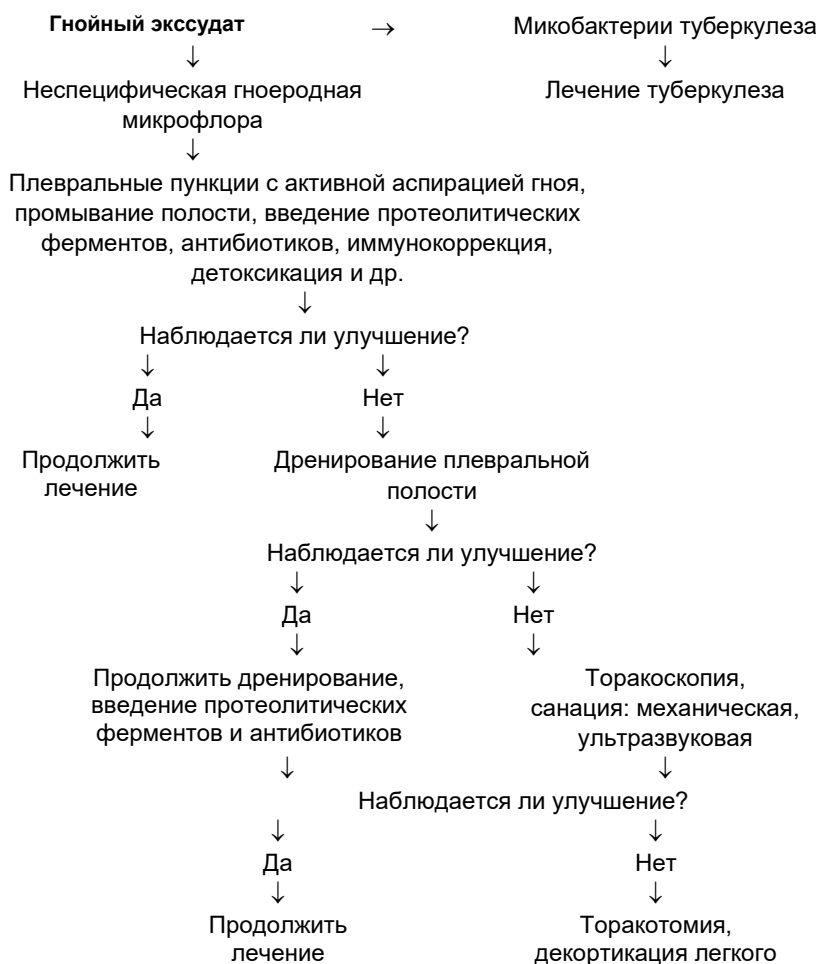 Гнойный экссудат → Микобактерии туберкулеза
↓ ↓
Неспецифическая гноеродная Лечение туберкулеза
микрофлора
↓
Плевральные пункции с активной аспирацией гноя,
промывание полости, введение протеолитических
ферментов, антибиотиков, иммунокоррекция,
детоксикация и др.
↓
Наблюдается ли улучшение?
↓ ↓
Да Нет
↓ ↓
Продолжить Дренирование плевральной
лечение полости
↓
Наблюдается ли улучшение?
↓ ↓
Да Нет
↓ ↓
Продолжить дренирование, Торакоскопия,
введение протеолитических санация: механическая,
ферментов и антибиотиков ультразвуковая
↓ ↓
Наблюдается ли улучшение?
↓ ↓
Да Нет
↓ ↓
Продолжить Торакотомия,
лечение декортикация легкого